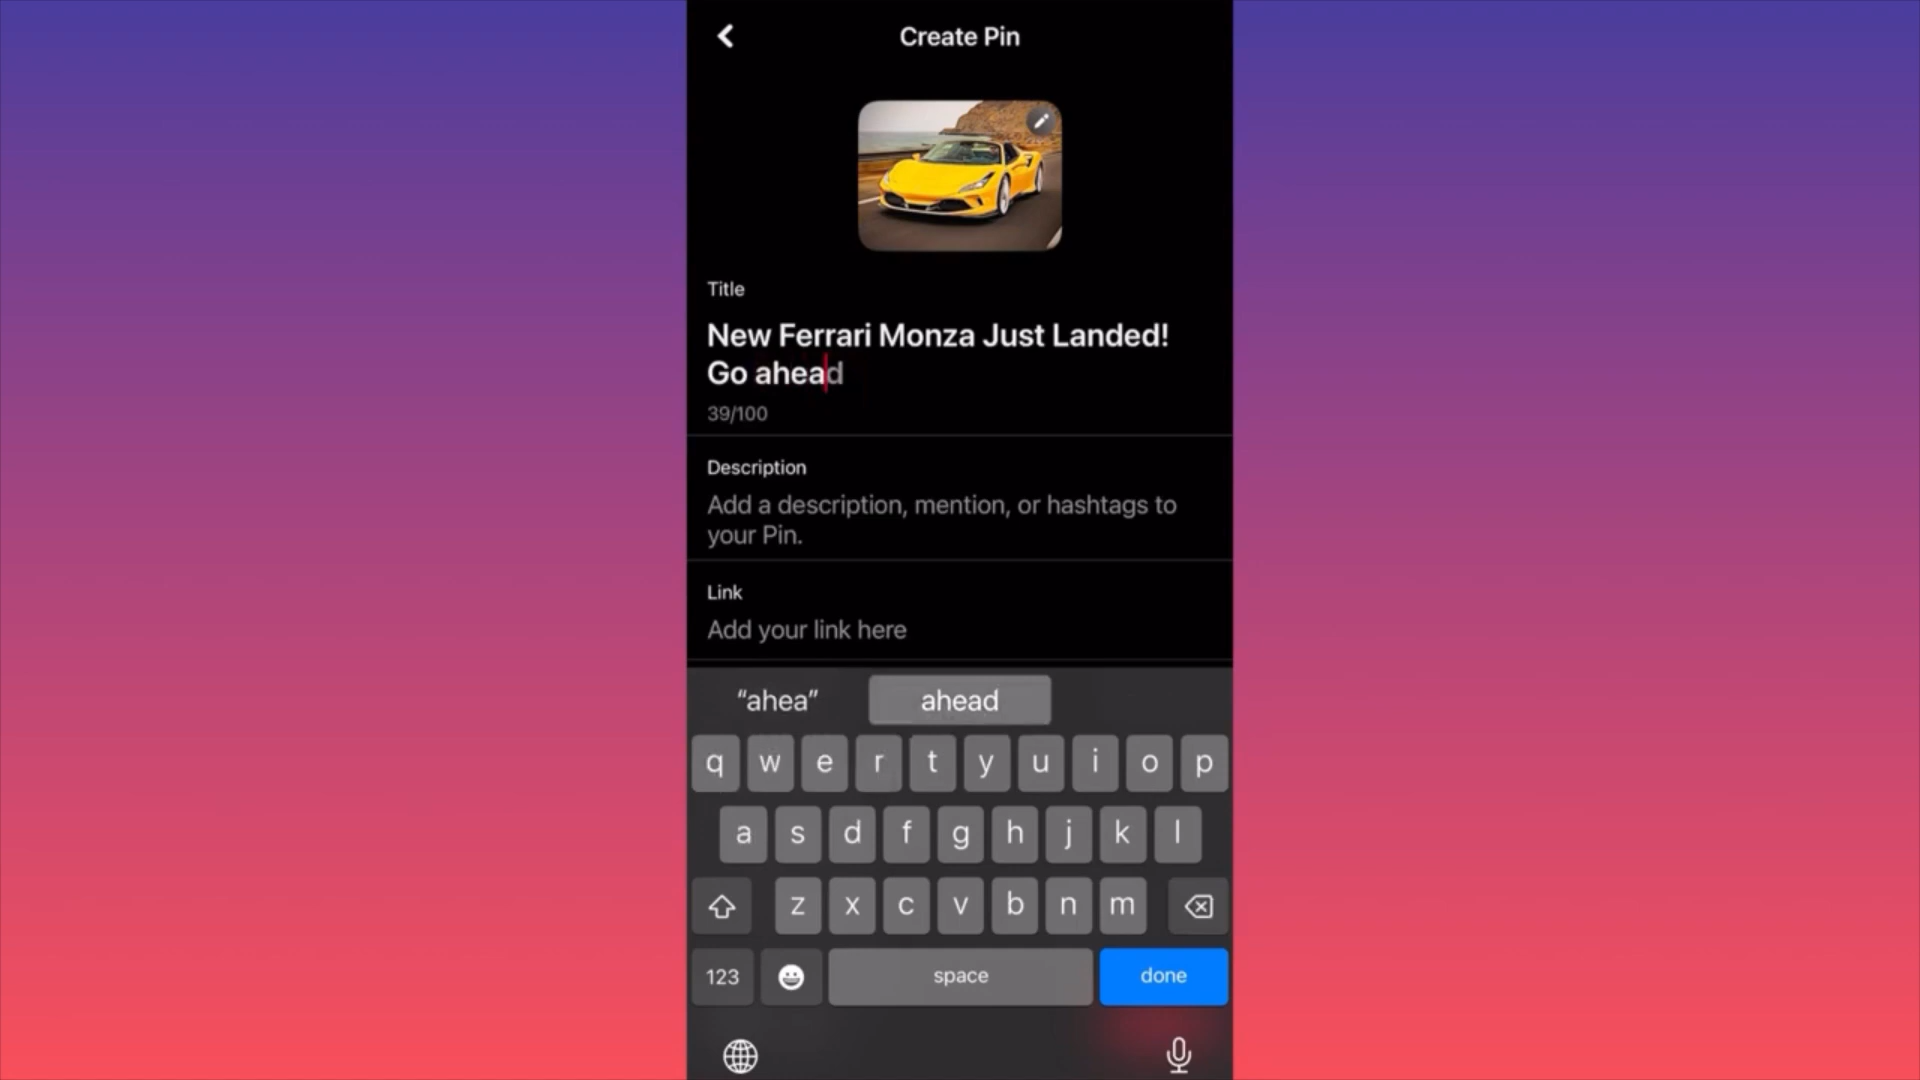 Create Pin
Title
New Ferrari Monza Just Landed!
Go ahead
39/100
Description
Add a description, mention, or hashtags to
your Pin.
Link
Add your link here
“ahea” ahead
q w e r t y u i o p
a s d f g h j k l
z x c v b n m
123 space done